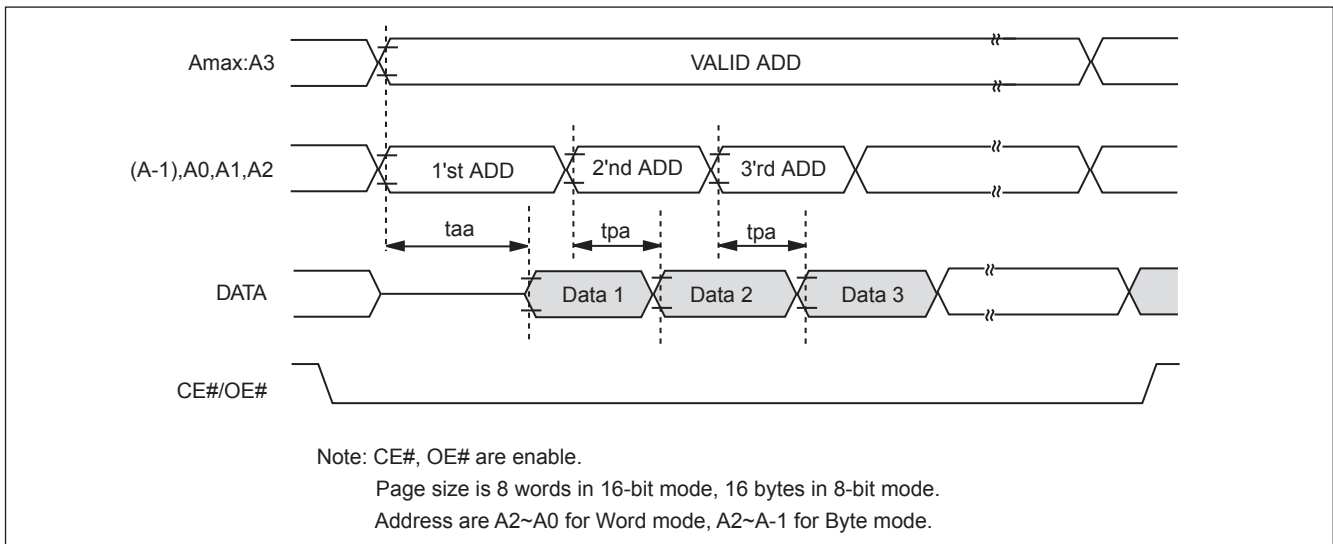 Amax:A3
VALID ADD
(A-1),A0,A1,A2
1'st ADD
2'nd ADD
3'rd ADD
taa
tpa
tpa
DATA
Data 1
Data 2
Data 3
CE#/OE#
Note: CE#, OE# are enable.
Page size is 8 words in 16-bit mode, 16 bytes in 8-bit mode.
Address are A2~A0 for Word mode, A2~A-1 for Byte mode.